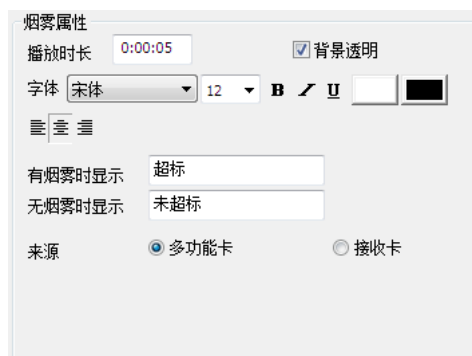 烟雾属性
播放时长 0:00:05 背景透明
字体 宋体 12 B I U
有烟雾时显示 超标
无烟雾时显示 未超标
来源 多功能卡 接收卡